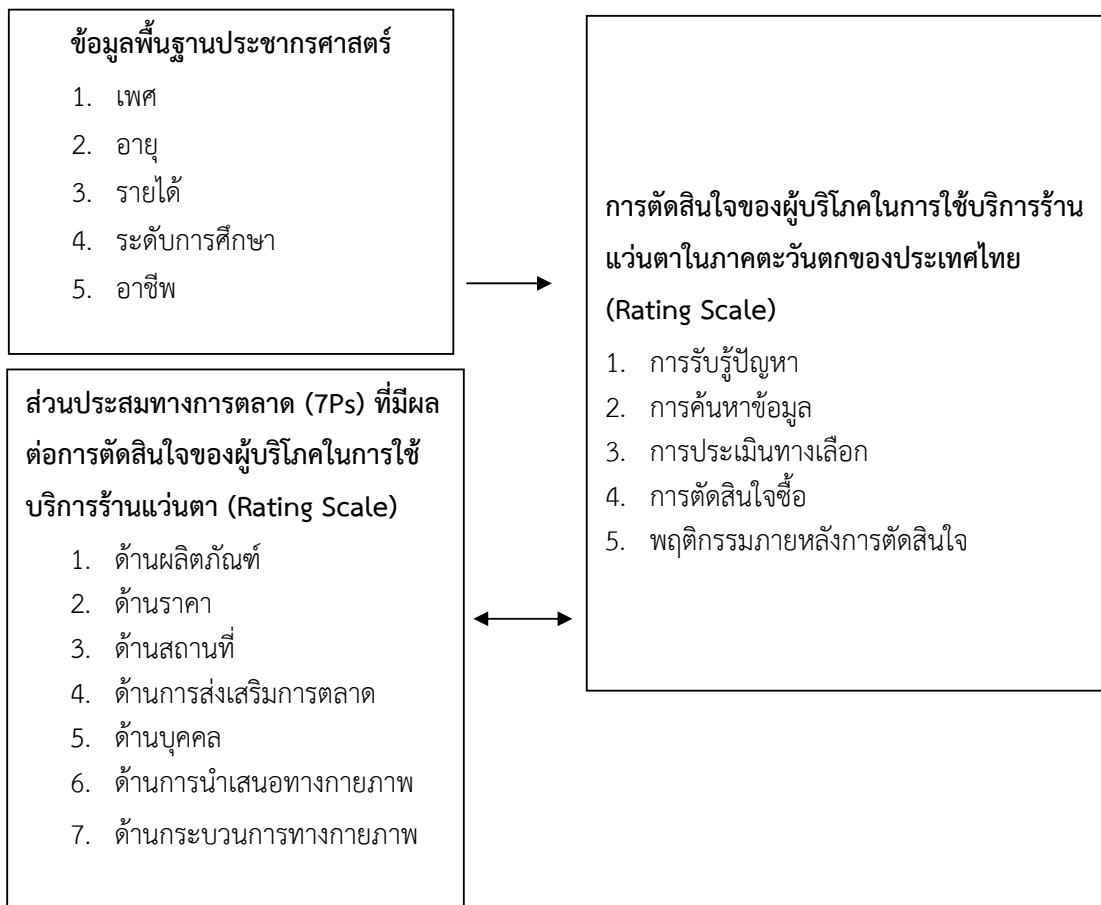 ข้อมูลพื้นฐานประชากรศาสตร์
1. เพศ
2. อายุ
3. รายได้
4. ระดับการศึกษา
5. อาชีพ
ส่วนประสมทางการตลาด (7Ps) ที่มีผล
ต่อการตัดสินใจของผู้บริโภคในการใช้
บริการร้านแว่นตา (Rating Scale)
1. ด้านผลิตภัณฑ์
2. ด้านราคา
3. ด้านสถานที่
4. ด้านการส่งเสริมการตลาด
5. ด้านบุคคล
6. ด้านการนำเสนอทางกายภาพ
7. ด้านกระบวนการทางกายภาพ
การตัดสินใจของผู้บริโภคในการใช้บริการร้าน
แว่นตาในภาคตะวันตกของประเทศไทย
(Rating Scale)
1. การรับรู้ปัญหา
2. การค้นหาข้อมูล
3. การประเมินทางเลือก
4. การตัดสินใจซื้อ
5. พฤติกรรมภายหลังการตัดสินใจ